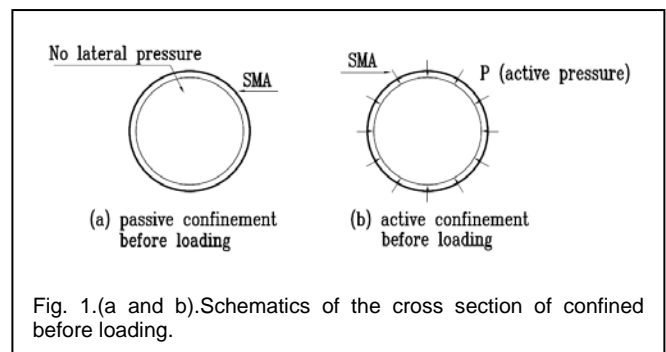 No lateral pressure
SMA
(a) passive confinement
before loading
SMA
P (active pressure)
(b) active confinement
before loading
Fig. 1.(a and b).Schematics of the cross section of confined
before loading.